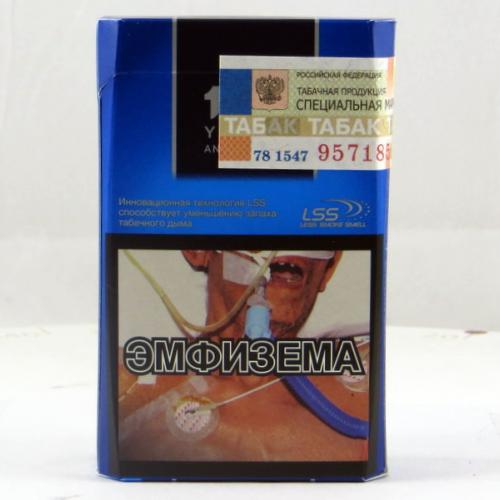 РОССИЙСКАЯ ФЕДЕРАЦИЯ
ТАБАЧНАЯ ПРОДУКЦИЯ
СПЕЦИАЛЬНАЯ
ТАБАК ТАБАК
78 1547 95718
Инновационная технология LSS
способствует уменьшению запаха
табачного дыма
LSS
LESS SMOKE SMELL
ЭМФИЗЕМА